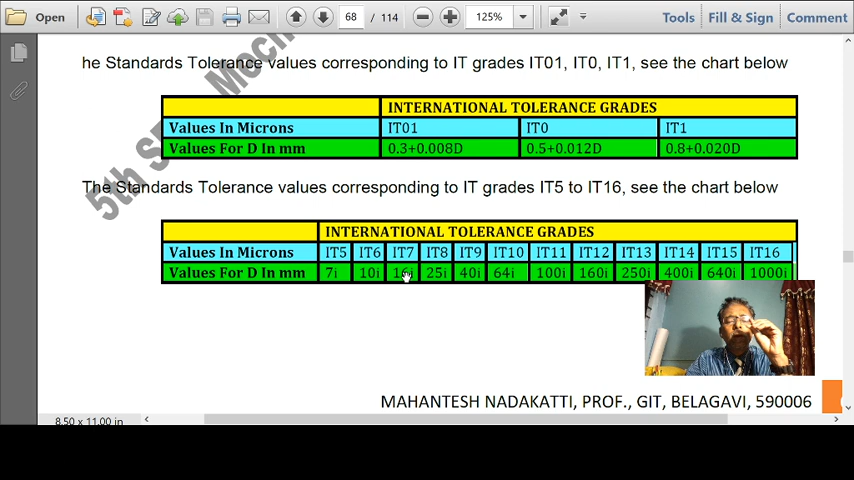 Open 68 / 114 125% Tools Fill & Sign Comment
he Standards Tolerance values corresponding to IT grades IT01, IT0, IT1, see the chart below
INTERNATIONAL TOLERANCE GRADES
Values In Microns IT01 IT0 IT1
Values For D In mm 0.3+0.008D 0.5+0.012D 0.8+0.020D
The Standards Tolerance values corresponding to IT grades IT5 to IT16, see the chart below
INTERNATIONAL TOLERANCE GRADES
Values In Microns IT5 IT6 IT7 IT8 IT9 IT10 IT11 IT12 IT13 IT14 IT15 IT16
Values For D In mm 7i 10i 16i 25i 40i 64i 100i 160i 250i 400i 640i 1000i
5th S Mech
MAHANTESH NADAKATTI, PROF., GIT, BELAGAVI, 590006
8.50 x 11.00 in